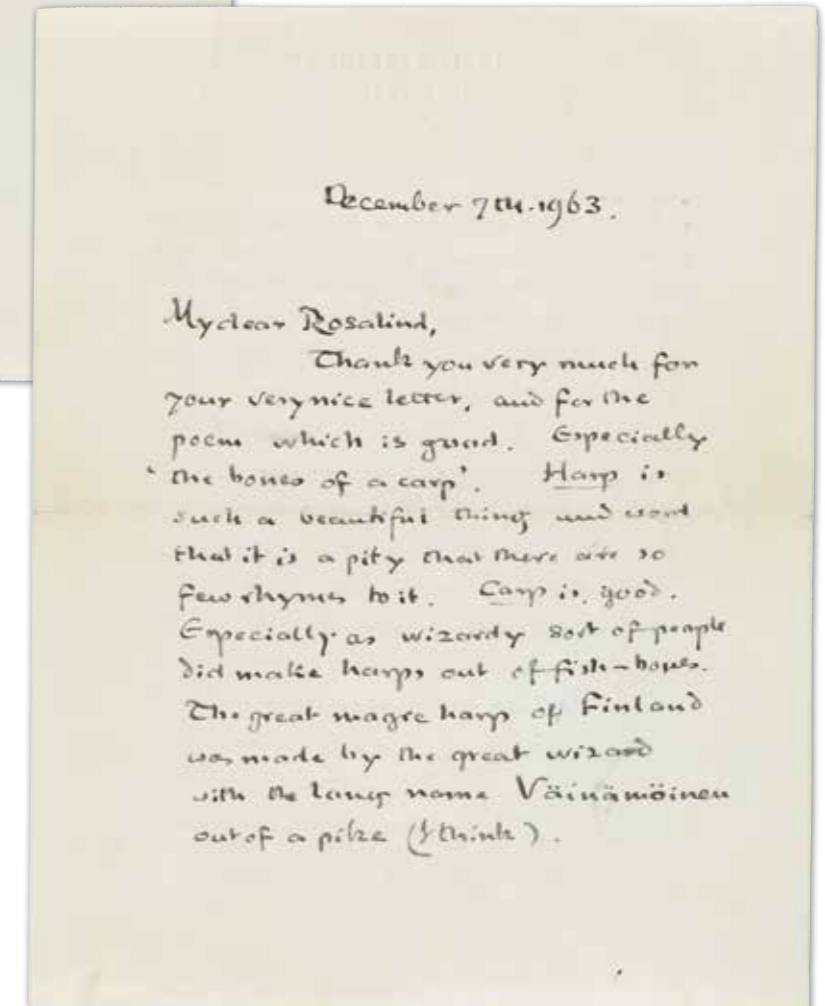 December 7th. 1963.
My dear Rosalind,
Thank you very much for
your very nice letter, and for the
poem which is good. Especially
'the bones of a carp'. Harp is
such a beautiful thing and word
that it is a pity that there are so
few rhymes to it. Carp is good.
Especially as wizardy sort of people
did make harps out of fish-bones.
The great magic harp of Finland
was made by the great wizard
with the long name Väinämöinen
out of a pike (I think).